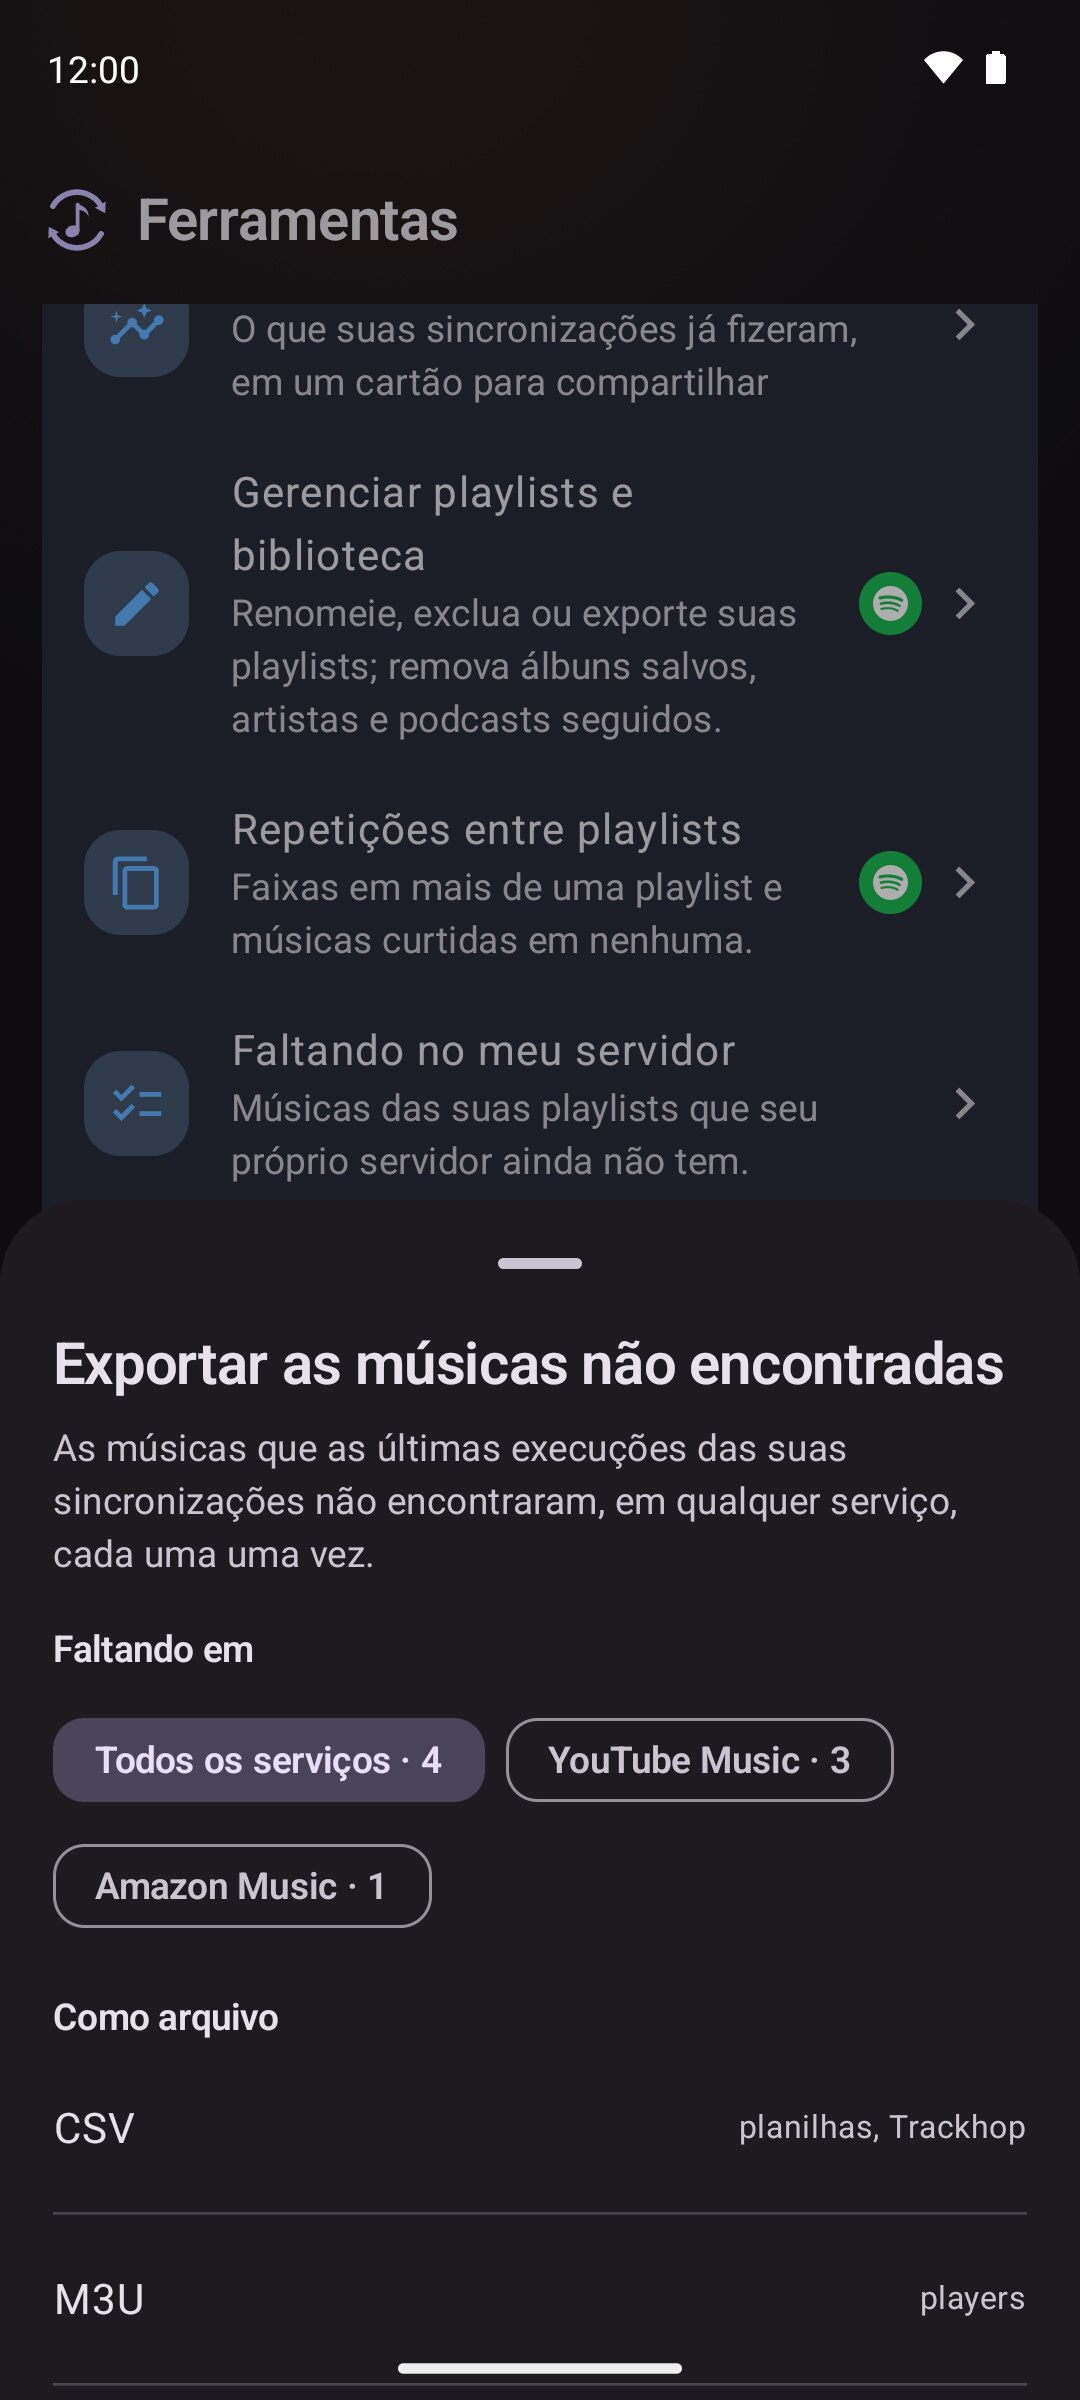 12:00
Ferramentas
O que suas sincronizações já fizeram,
em um cartão para compartilhar
Gerenciar playlists e
biblioteca
Renomeie, exclua ou exporte suas
playlists; remova álbuns salvos,
artistas e podcasts seguidos.
Repetições entre playlists
Faixas em mais de uma playlist e
músicas curtidas em nenhuma.
Faltando no meu servidor
Músicas das suas playlists que seu
próprio servidor ainda não tem.
Exportar as músicas não encontradas
As músicas que as últimas execuções das suas
sincronizações não encontraram, em qualquer serviço,
cada uma uma vez.
Faltando em
Todos os serviços · 4
YouTube Music · 3
Amazon Music · 1
Como arquivo
CSV
planilhas, Trackhop
M3U
players